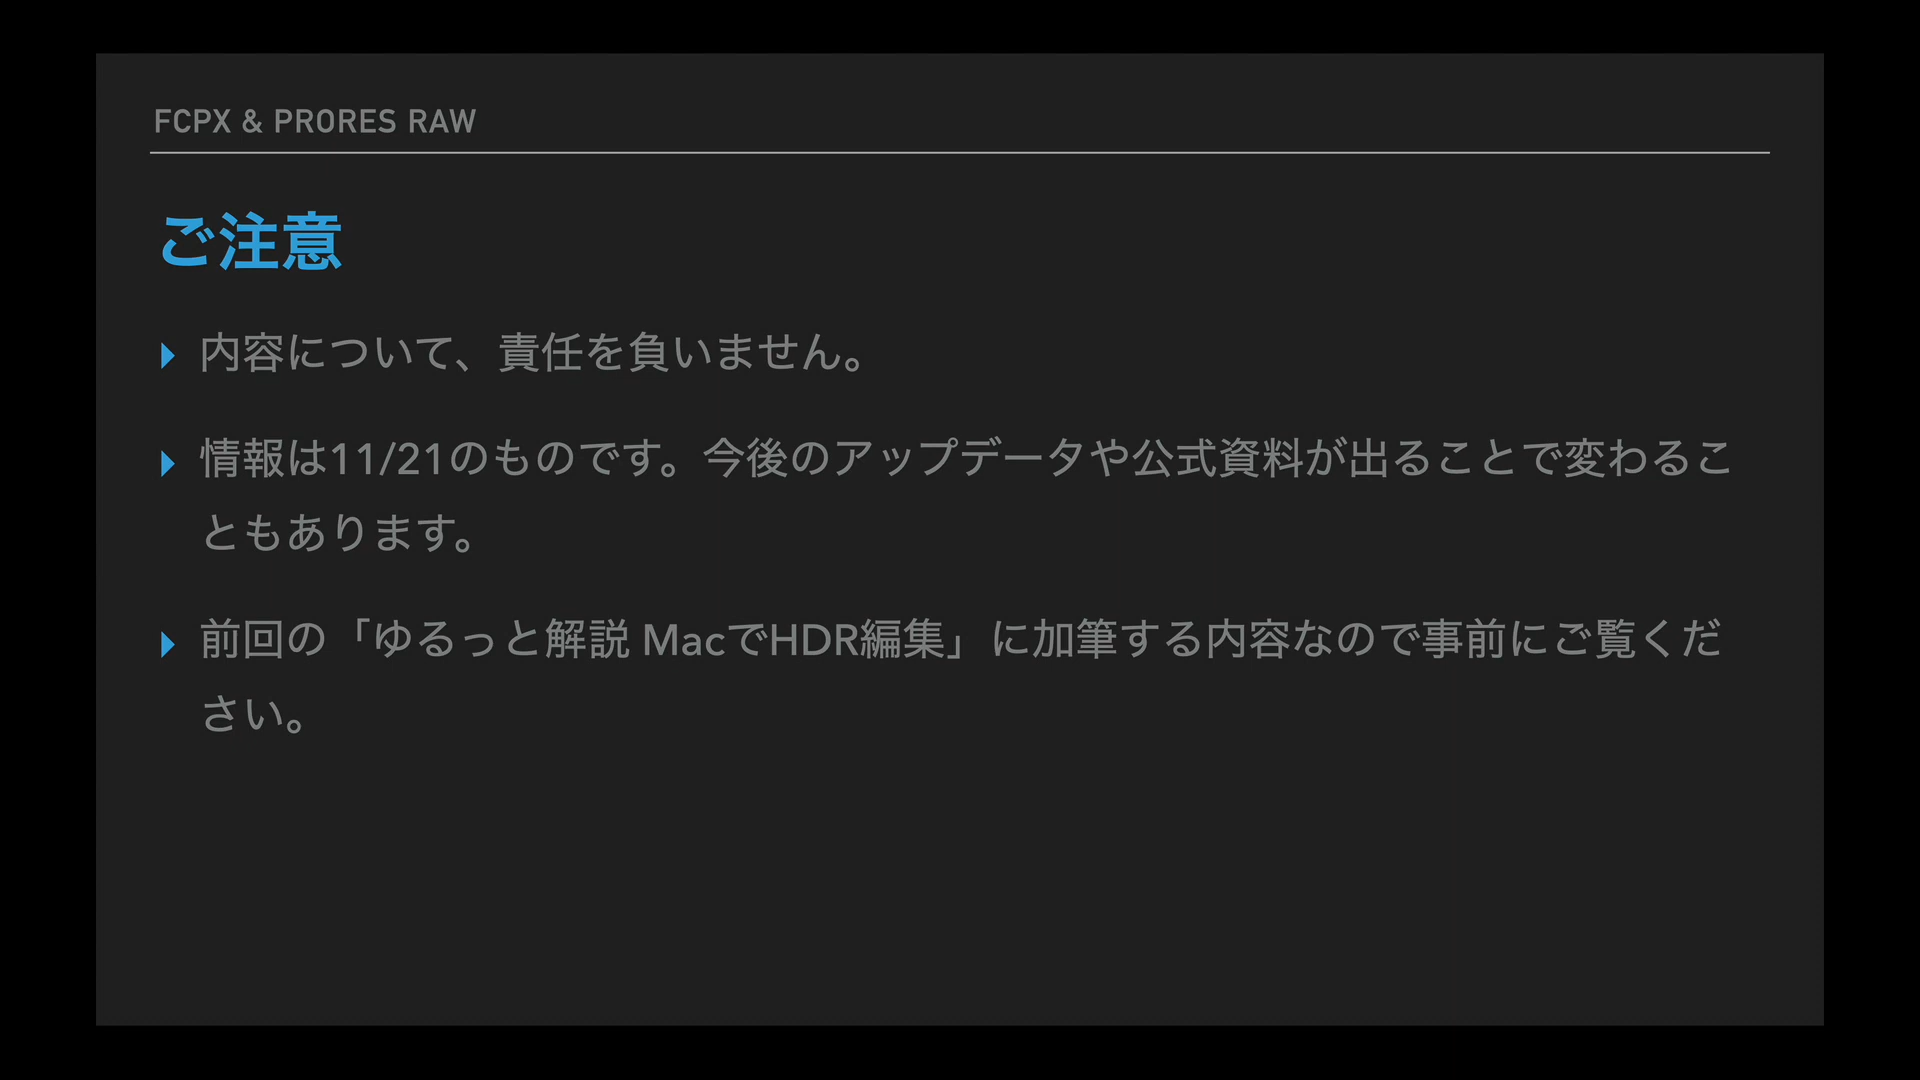 FCPX & PRORES RAW
ご注意
▸ 内容について、責任を負いません。
▸ 情報は11/21のものです。今後のアップデータや公式資料が出ることで変わるこ
ともあります。
▸ 前回の「ゆるっと解説 MacでHDR編集」に加筆する内容なので事前にご覧くだ
さい。